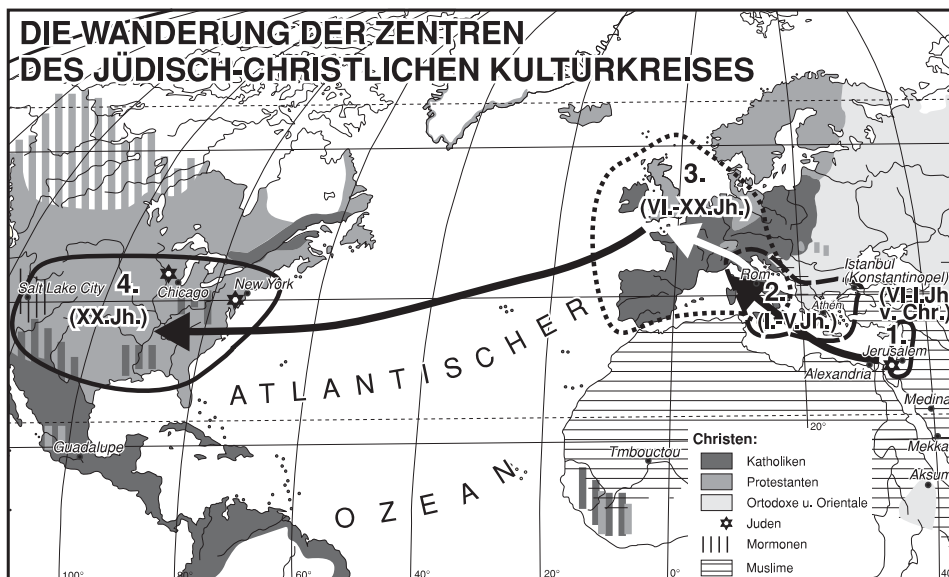 DIE WANDERUNG DER ZENTREN
DES JÜDISCH-CHRISTLICHEN KULTURKREISES
3.
(VI.-XX.Jh.)
Salt Lake City
4.
(XX.Jh.)
Chicago
New York
Rom
2.
(I.-V.Jh.)
Athen
Istanbul
(Konstantinopel)
(VI-I.Jh
v. Chr.)
1.
Jerusalem
Alexandria
Medina
Mekka
Aksum
Tmbouctou
Guadalupe
ATLANTISCHER
OZEAN
20°
Christen:
Katholiken
Protestanten
Ortodoxe u. Orientale
Juden
Mormonen
Muslime
100°
80°
60°
40°
20°
0°
20°
40